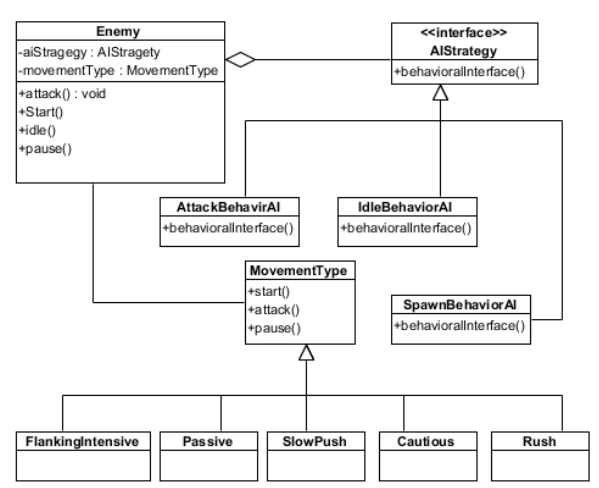 Enemy
-aiStragegy : AIStragety
-movementType : MovementType
+attack() : void
+Start()
+idle()
+pause()
<<interface>>
AIStrategy
+behavioralInterface()
AttackBehavirAI
+behavioralInterface()
IdleBehaviorAI
+behavioralInterface()
MovementType
+start()
+attack()
+pause()
SpawnBehaviorAI
+behavioralInterface()
FlankingIntensive
Passive
SlowPush
Cautious
Rush